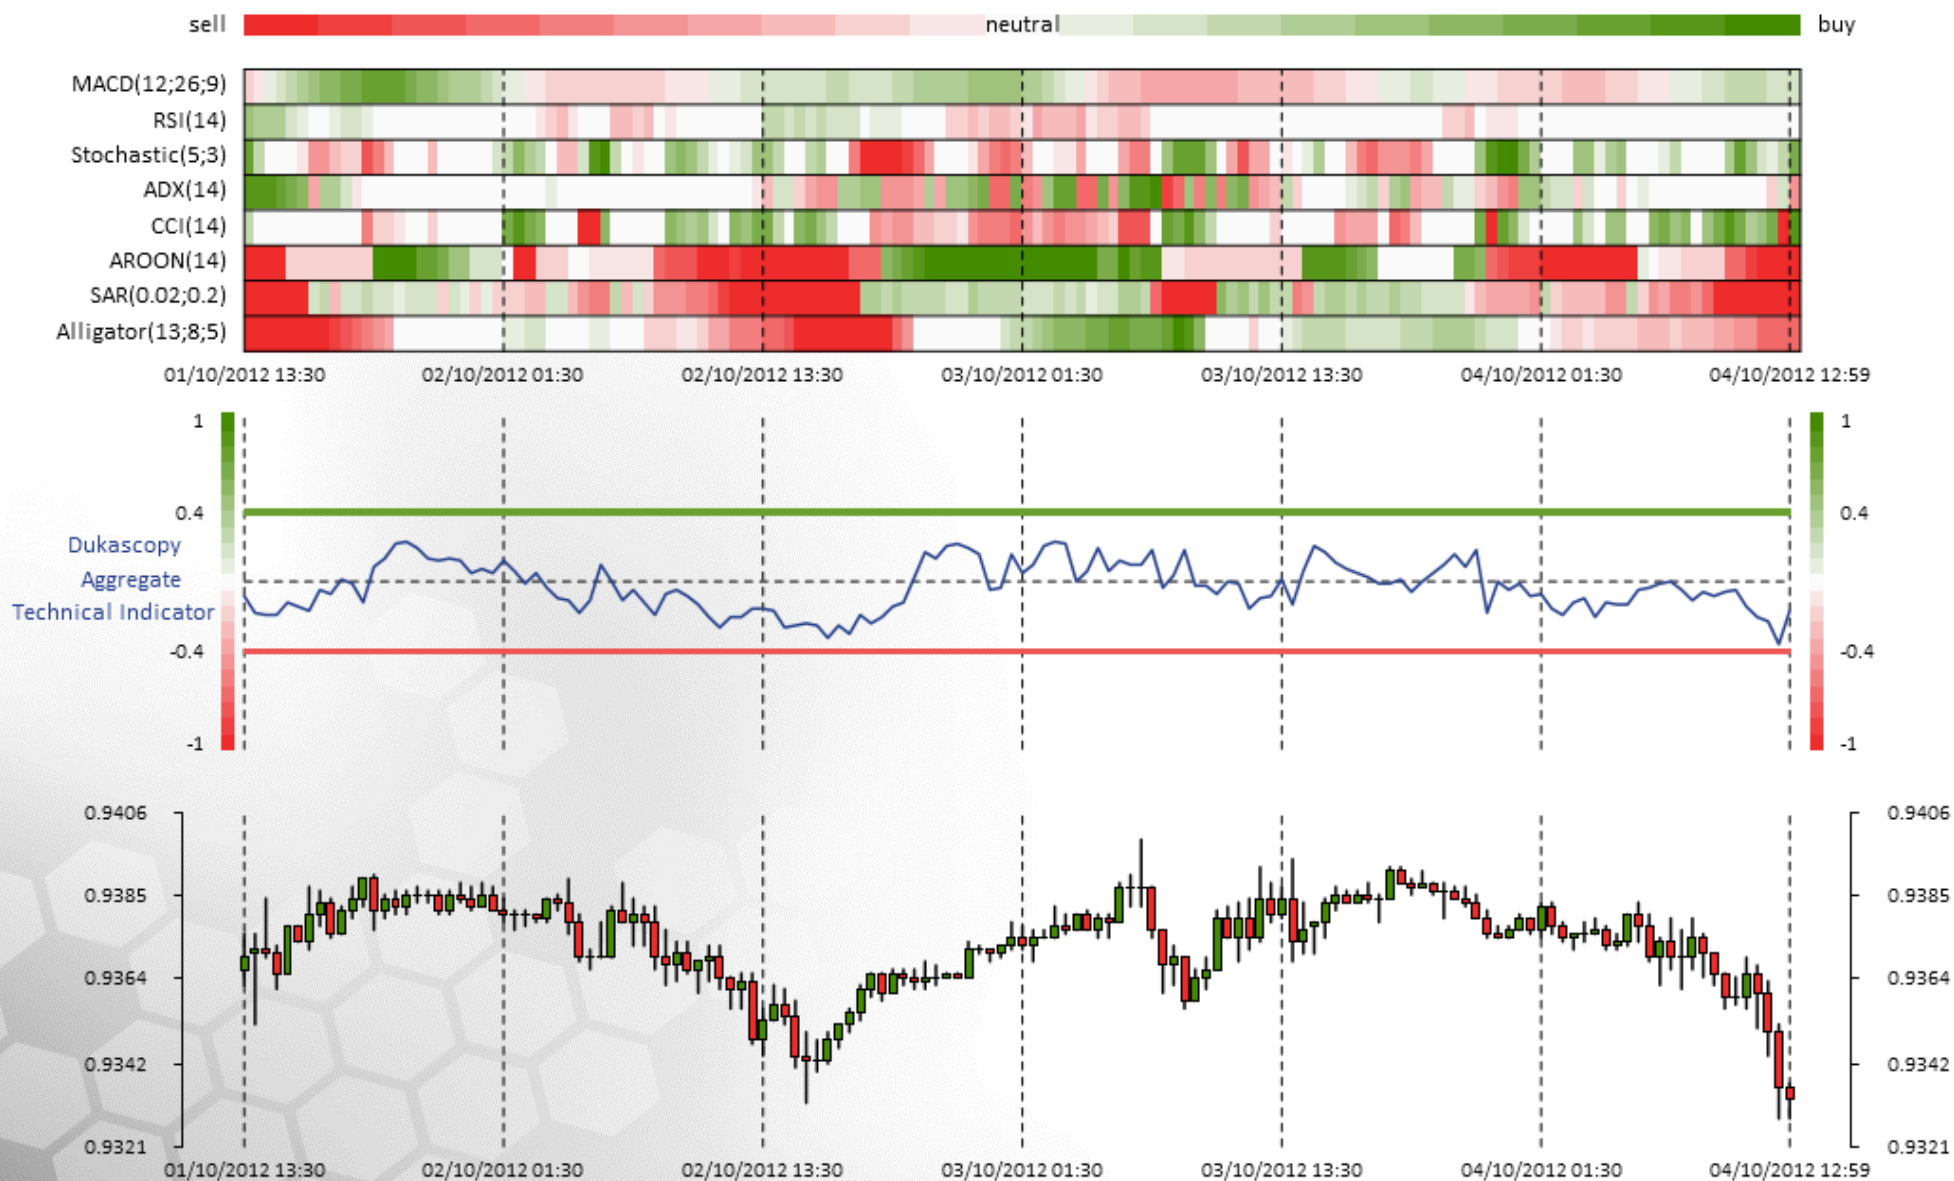 sell neutral buy
MACD(12;26;9)
RSI(14)
Stochastic(5;3)
ADX(14)
CCI(14)
AROON(14)
SAR(0.02;0.2)
Alligator(13;8;5)
01/10/2012 13:30 02/10/2012 01:30 02/10/2012 13:30 03/10/2012 01:30 03/10/2012 13:30 04/10/2012 01:30 04/10/2012 12:59
1 1
0.4 0.4
Dukascopy
Aggregate
Technical Indicator
-0.4 -0.4
-1 -1
0.9406 0.9406
0.9385 0.9385
0.9364 0.9364
0.9342 0.9342
0.9321 0.9321
01/10/2012 13:30 02/10/2012 01:30 02/10/2012 13:30 03/10/2012 01:30 03/10/2012 13:30 04/10/2012 01:30 04/10/2012 12:59